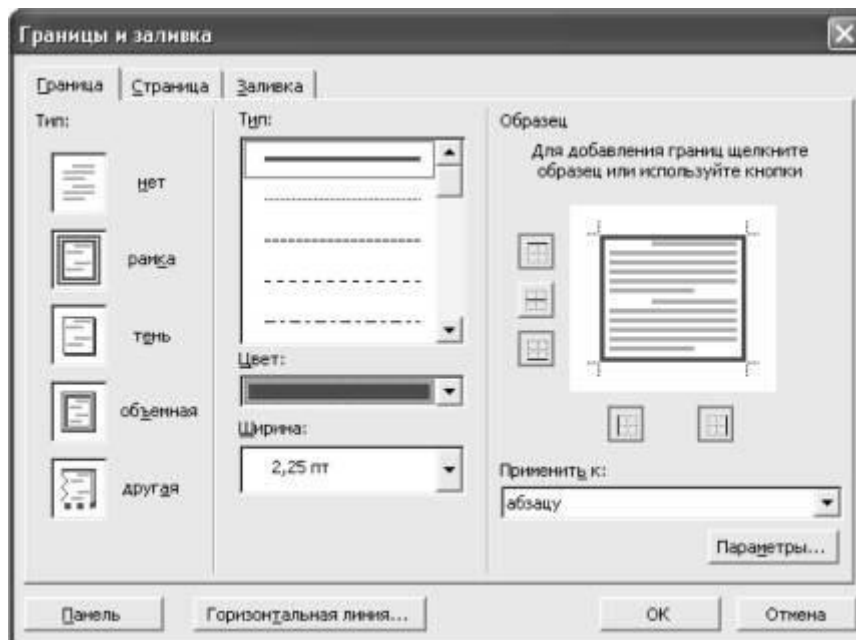 Границы и заливка
Граница
Страница
Заливка
Тип:
нет
рамка
тень
объемная
другая
Тип:
Цвет:
Ширина:
2,25 пт
Образец
Для добавления границ щелкните
образец или используйте кнопки
Применить к:
абзацу
Параметры...
Панель
Горизонтальная линия...
ОК
Отмена